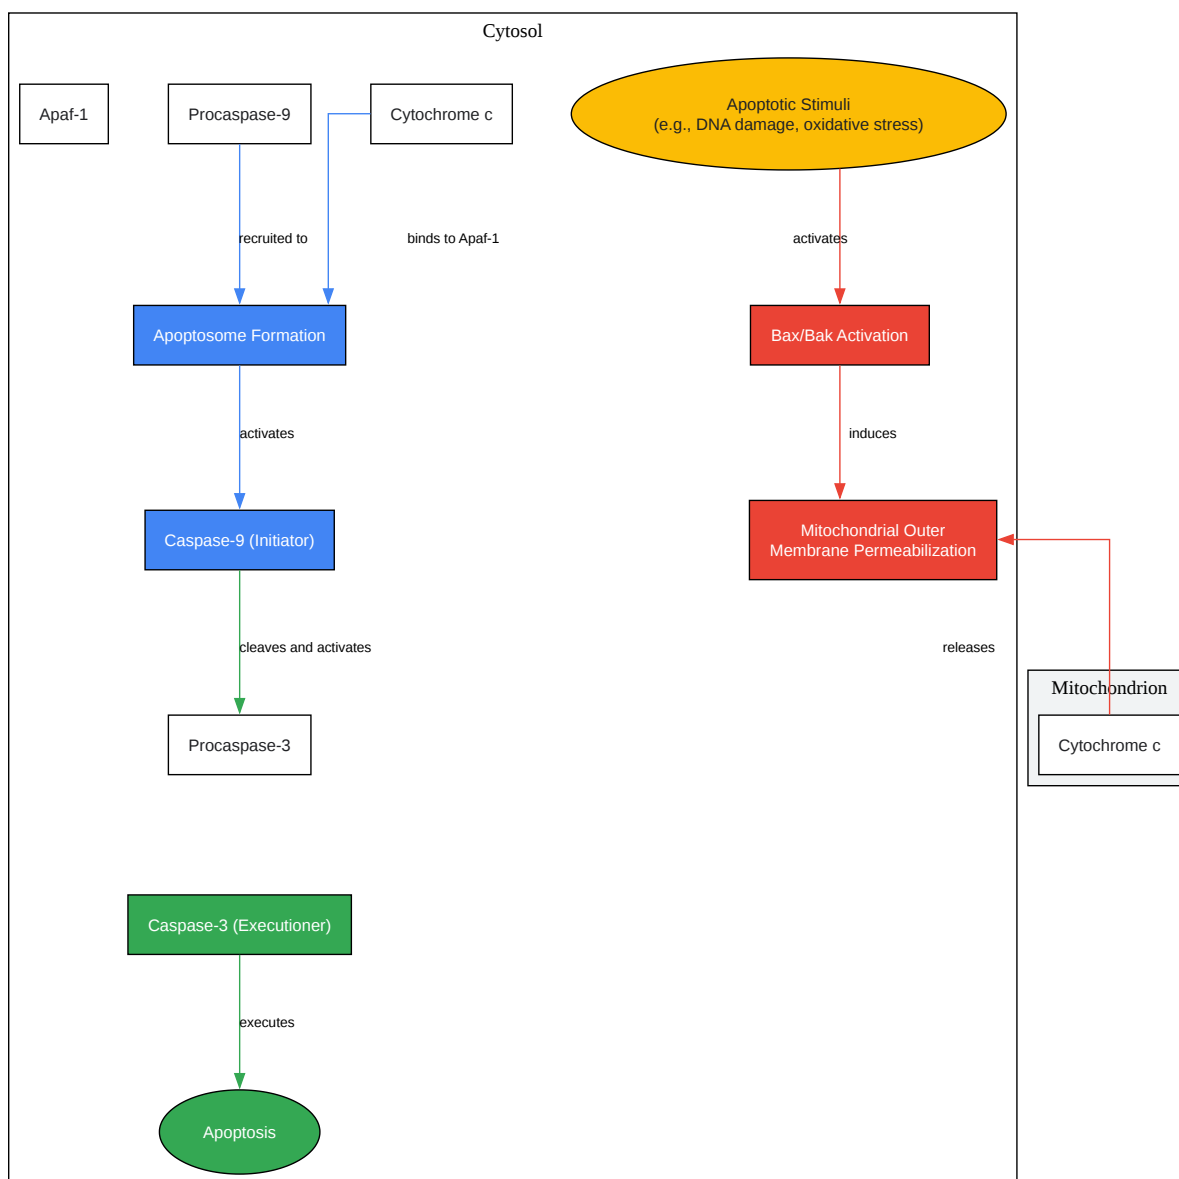 Cytosol
Apaf-1
Procaspase-9
Cytochrome c
Apoptotic Stimuli
(e.g., DNA damage, oxidative stress)
recruited to
binds to Apaf-1
activates
Apoptosome Formation
Bax/Bak Activation
activates
induces
Caspase-9 (Initiator)
Mitochondrial Outer
Membrane Permeabilization
cleaves and activates
releases
Mitochondrion
Procaspase-3
Cytochrome c
Caspase-3 (Executioner)
executes
Apoptosis